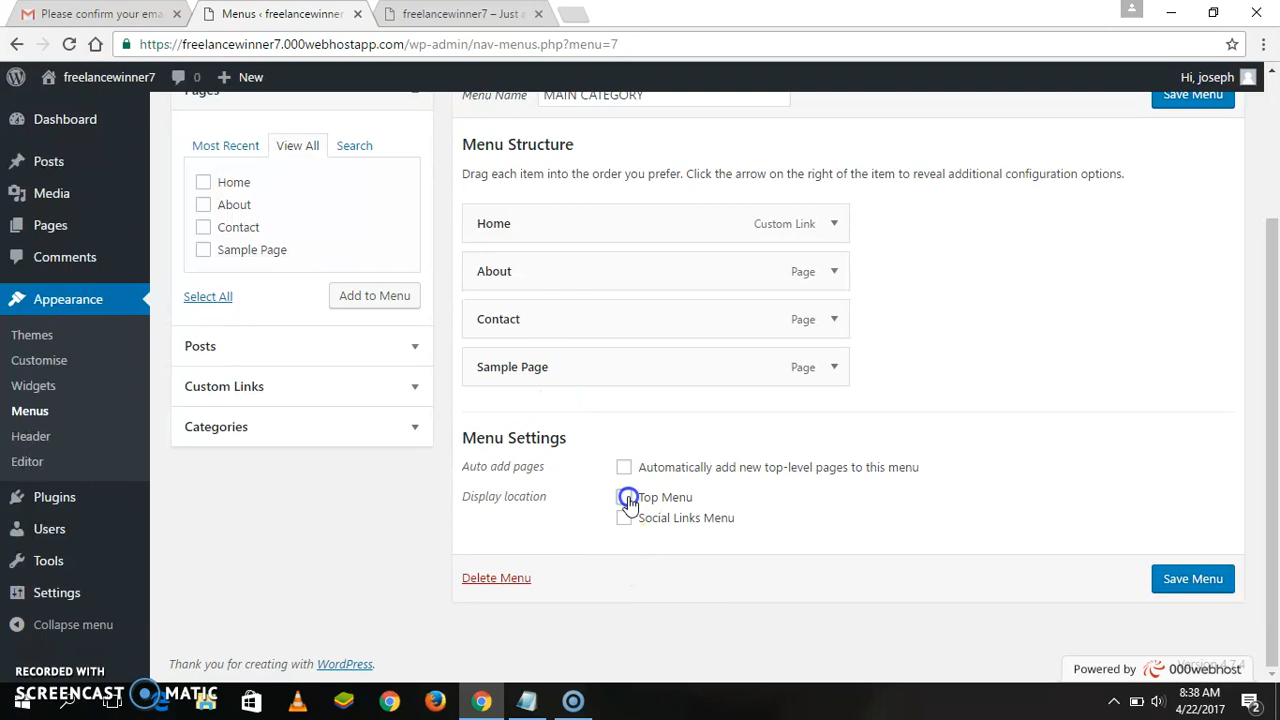 Please confirm your ema
Menus ‹ freelancewinner
freelancewinner7 – Just a
https://freelancewinner7.000webhostapp.com/wp-admin/nav-menus.php?menu=7
freelancewinner7
0
New
Hi, joseph
Dashboard
Posts
Media
Pages
Comments
Appearance
Themes
Customise
Widgets
Menus
Header
Editor
Plugins
Users
Tools
Settings
Collapse menu
Pages
Most Recent
View All
Search
Home
About
Contact
Sample Page
Select All
Add to Menu
Posts
Custom Links
Categories
Menu Name
MAIN CATEGORY
Save Menu
Menu Structure
Drag each item into the order you prefer. Click the arrow on the right of the item to reveal additional configuration options.
Home Custom Link
About Page
Contact Page
Sample Page Page
Menu Settings
Auto add pages
Automatically add new top-level pages to this menu
Display location
Top Menu
Social Links Menu
Delete Menu
Save Menu
Thank you for creating with WordPress.
Version 4.7.4
Powered by 000webhost
RECORDED WITH
SCREENCAST MATIC
8:38 AM
4/22/2017
2